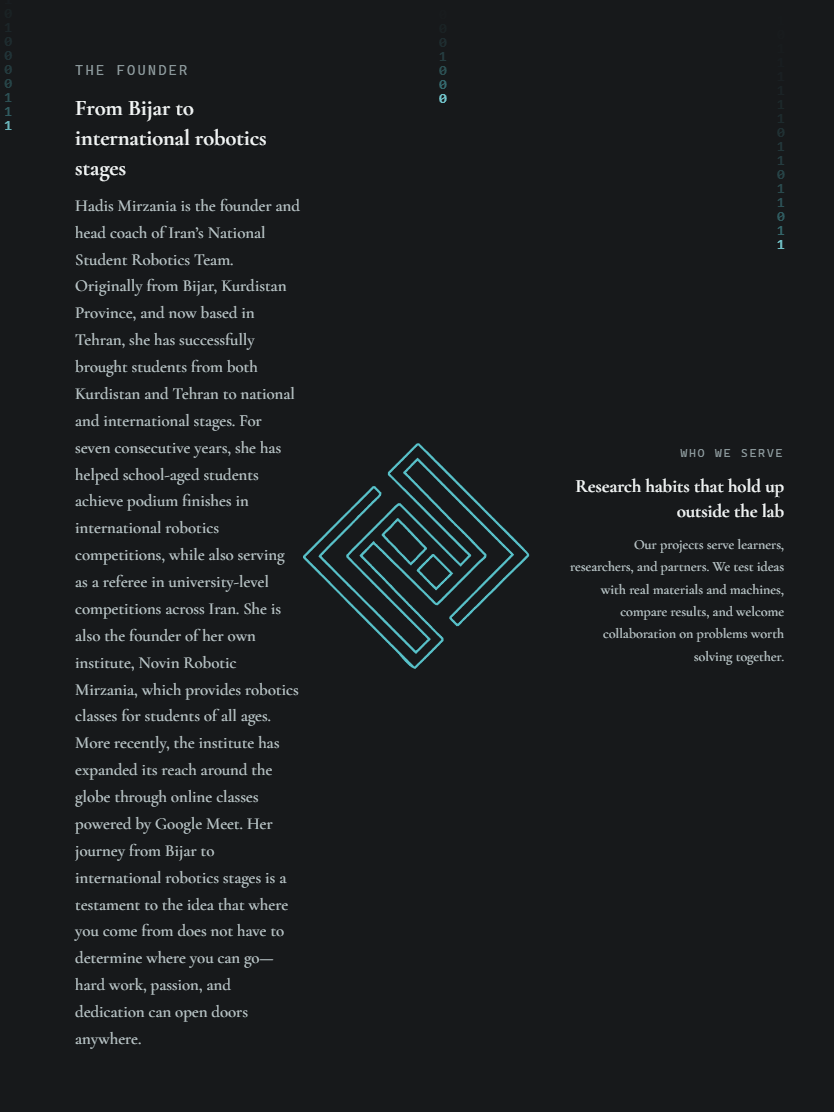 THE FOUNDER
From Bijar to
international robotics
stages
Hadis Mirzania is the founder and
head coach of Iran’s National
Student Robotics Team.
Originally from Bijar, Kurdistan
Province, and now based in
Tehran, she has successfully
brought students from both
Kurdistan and Tehran to national
and international stages. For
seven consecutive years, she has
helped school-aged students
achieve podium finishes in
international robotics
competitions, while also serving
as a referee in university-level
competitions across Iran. She is
also the founder of her own
institute, Novin Robotic
Mirzania, which provides robotics
classes for students of all ages.
More recently, the institute has
expanded its reach around the
globe through online classes
powered by Google Meet. Her
journey from Bijar to
international robotics stages is a
testament to the idea that where
you come from does not have to
determine where you can go—
hard work, passion, and
dedication can open doors
anywhere.
WHO WE SERVE
Research habits that hold up
outside the lab
Our projects serve learners,
researchers, and partners. We test ideas
with real materials and machines,
compare results, and welcome
collaboration on problems worth
solving together.